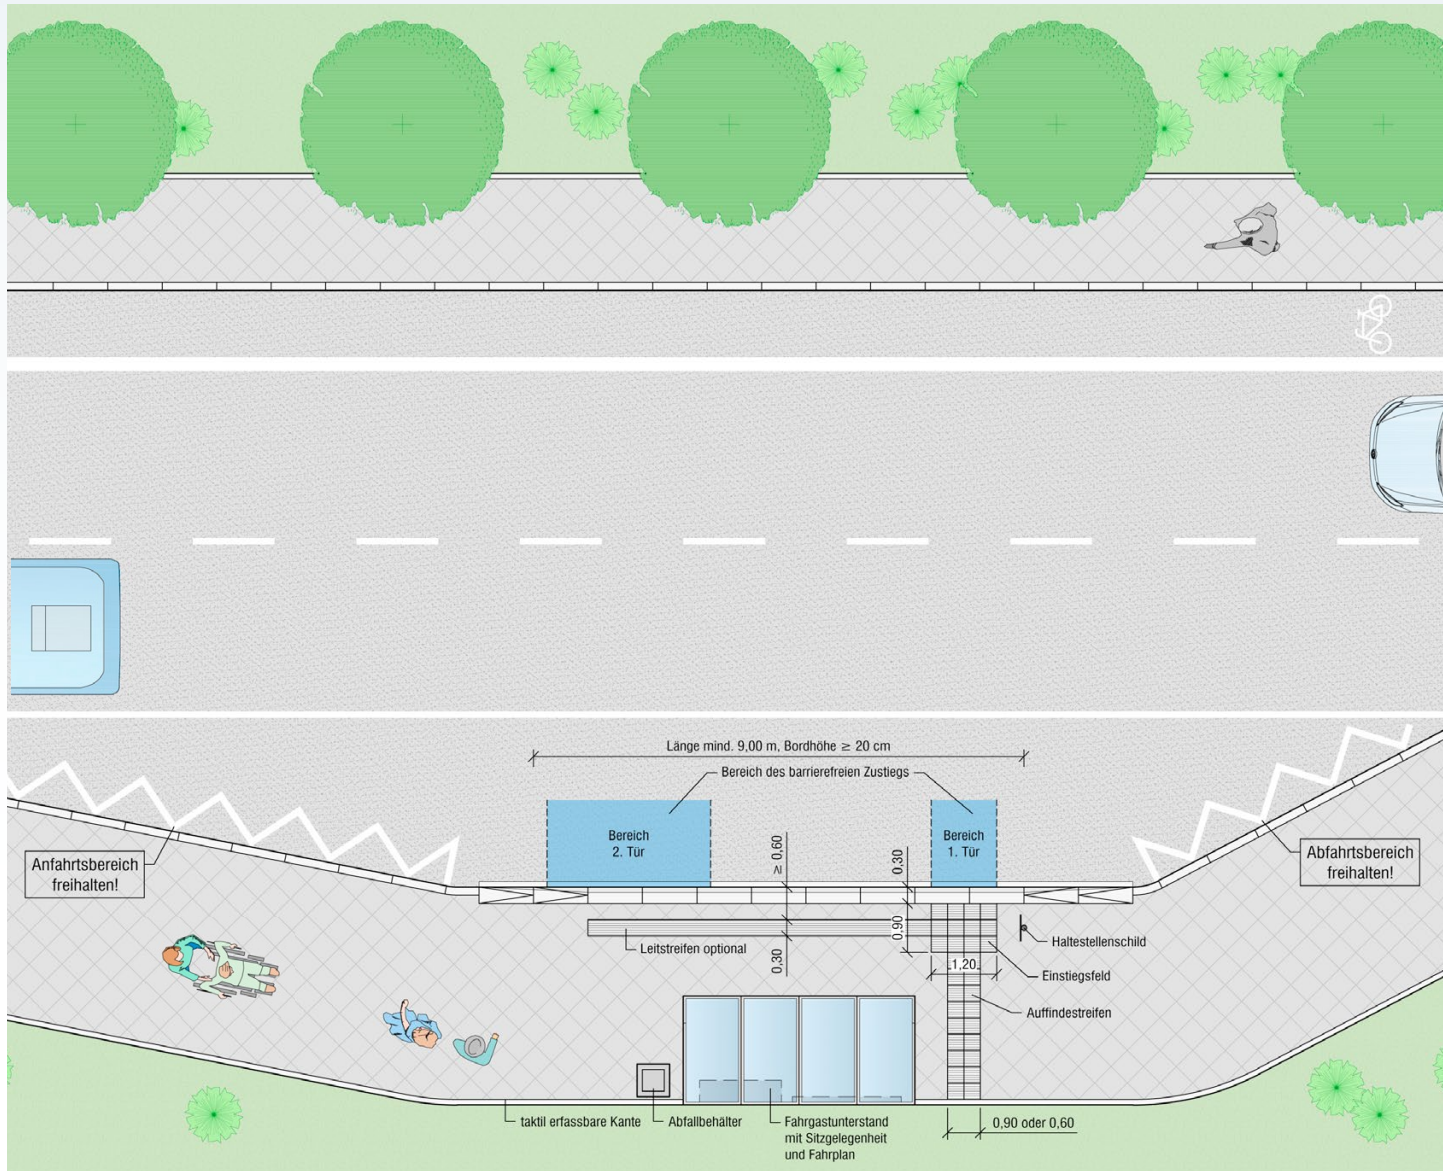 Länge mind. 9,00 m, Bordhöhe ≥ 20 cm
Bereich des barrierefreien Zustiegs
Bereich
2. Tür
Bereich
1. Tür
≥ 0,60
0,30
Anfahrtsbereich
freihalten!
Abfahrtsbereich
freihalten!
0,90
Leitstreifen optional
0,30
1,20
Haltestellenschild
Einstiegsfeld
Auffindestreifen
taktil erfassbare Kante
Abfallbehälter
Fahrgastunterstand
mit Sitzgelegenheit
und Fahrplan
0,90 oder 0,60